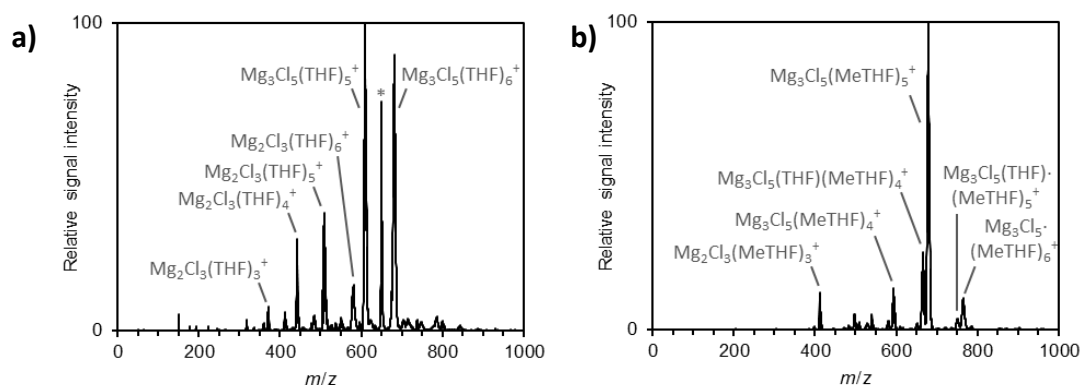 a)
100
Relative signal intensity
0
Mg₃Cl₅(THF)₅⁺
Mg₃Cl₅(THF)₆⁺
*
Mg₂Cl₃(THF)₆⁺
Mg₂Cl₃(THF)₅⁺
Mg₂Cl₃(THF)₄⁺
Mg₂Cl₃(THF)₃⁺
0 200 400 600 800 1000
m/z
b)
100
Relative signal intensity
0
Mg₃Cl₅(MeTHF)₅⁺
Mg₃Cl₅(THF)(MeTHF)₄⁺
Mg₃Cl₅(MeTHF)₄⁺
Mg₂Cl₃(MeTHF)₃⁺
Mg₃Cl₅(THF)·
(MeTHF)₅⁺
Mg₃Cl₅·
(MeTHF)₆⁺
0 200 400 600 800 1000
m/z